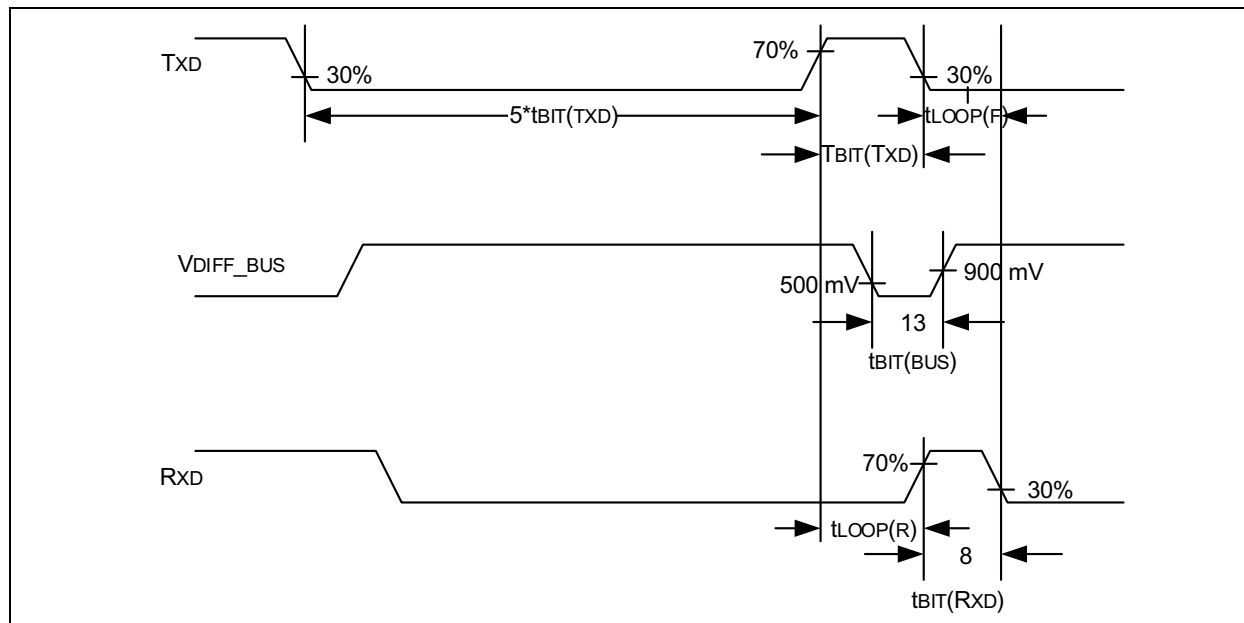 TXD
30%
70%
30%
5*tBIT(TXD)
tLOOP(F)
TBIT(TXD)
VDIFF_BUS
500 mV
900 mV
13
tBIT(BUS)
RXD
70%
30%
tLOOP(R)
8
tBIT(RXD)